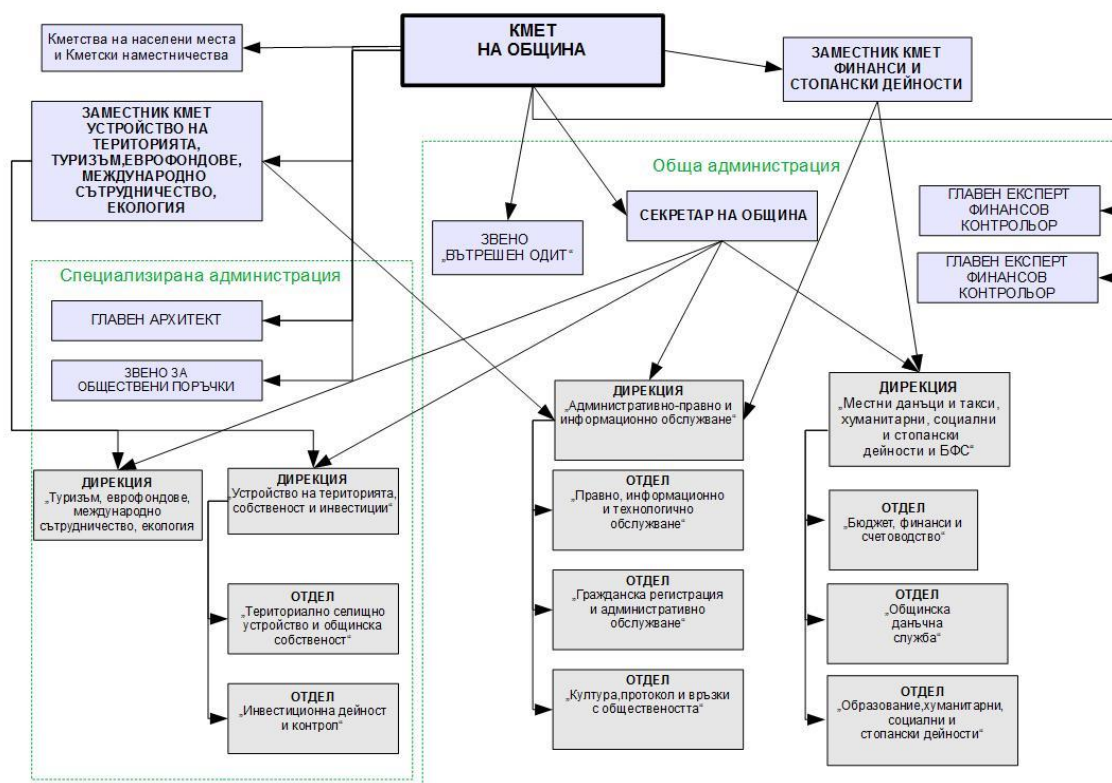 КМЕТ
НА ОБЩИНА
Кметства на населени места
и Кметски наместничества
ЗАМЕСТНИК КМЕТ
ФИНАНСИ И
СТОПАНСКИ ДЕЙНОСТИ
ЗАМЕСТНИК КМЕТ
УСТРОЙСТВО НА
ТЕРИТОРИЯТА,
ТУРИЗЪМ,ЕВРОФОНДОВЕ,
МЕЖДУНАРОДНО
СЪТРУДНИЧЕСТВО,
ЕКОЛОГИЯ
Обща администрация
ЗВЕНО
„ВЪТРЕШЕН ОДИТ“
СЕКРЕТАР НА ОБЩИНА
ГЛАВЕН ЕКСПЕРТ
ФИНАНСОВ
КОНТРОЛЬОР
ГЛАВЕН ЕКСПЕРТ
ФИНАНСОВ
КОНТРОЛЬОР
Специализирана администрация
ГЛАВЕН АРХИТЕКТ
ЗВЕНО ЗА
ОБЩЕСТВЕНИ ПОРЪЧКИ
ДИРЕКЦИЯ
„Туризъм, еврофондове,
международно
сътрудничество, екология
ДИРЕКЦИЯ
„Устройство на територията,
собственост и инвестиции“
ОТДЕЛ
„Териториално селищно
устройство и общинска
собственост“
ОТДЕЛ
„Инвестиционна дейност
и контрол“
ДИРЕКЦИЯ
„Административно-правно и
информационно обслужване“
ОТДЕЛ
„Правно, информационно
и технологично
обслужване“
ОТДЕЛ
„Гражданска регистрация
и административно
обслужване“
ОТДЕЛ
„Култура,протокол и връзки
с обществеността“
ДИРЕКЦИЯ
„Местни данъци и такси,
хуманитарни, социални
и стопански
дейности и БФС“
ОТДЕЛ
„Бюджет, финанси и
счетоводство“
ОТДЕЛ
„Общинска
данъчна
служба“
ОТДЕЛ
„Образование,хуманитарни,
социални и
стопански дейности“